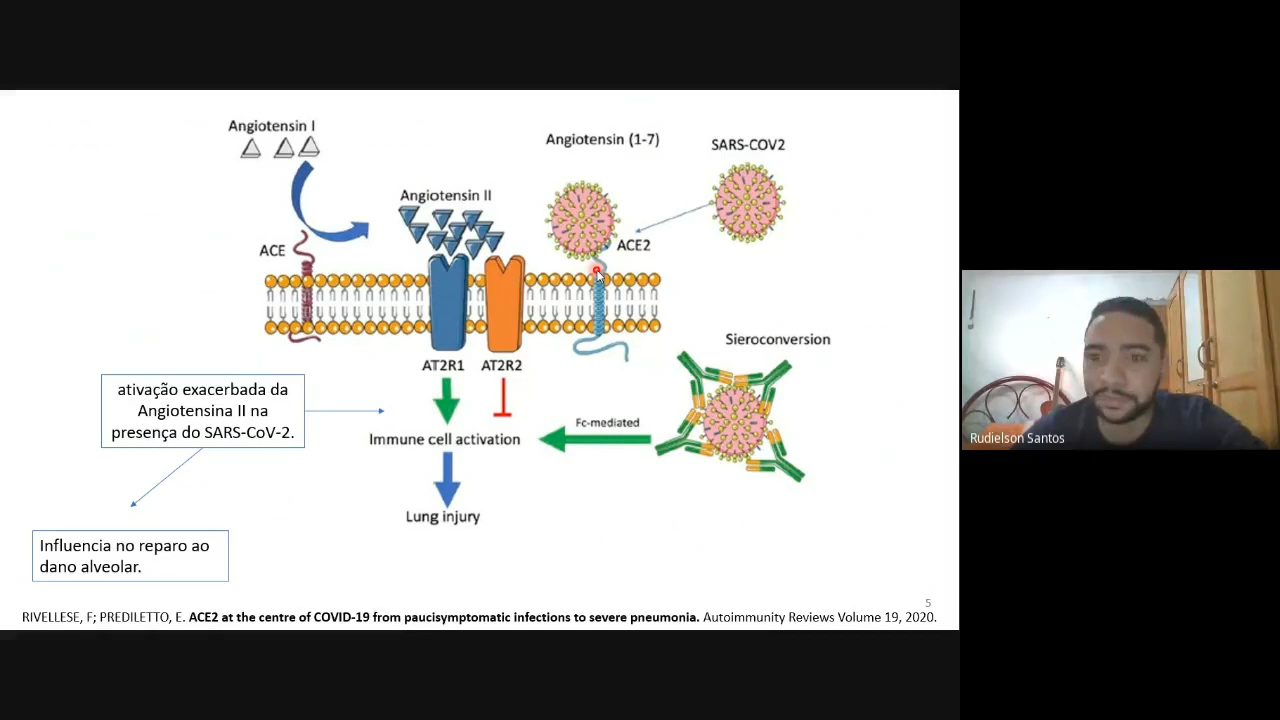 Angiotensin I
Angiotensin (1-7)
SARS-COV2
Angiotensin II
ACE
ACE2
Sieroconversion
AT2R1
AT2R2
ativação exacerbada da
Angiotensina II na
presença do SARS-CoV-2.
Fc-mediated
Immune cell activation
Lung injury
Influencia no reparo ao
dano alveolar.
5
RIVELLESE, F; PREDILETTO, E. ACE2 at the centre of COVID-19 from paucisymptomatic infections to severe pneumonia. Autoimmunity Reviews Volume 19, 2020.
Rudielson Santos